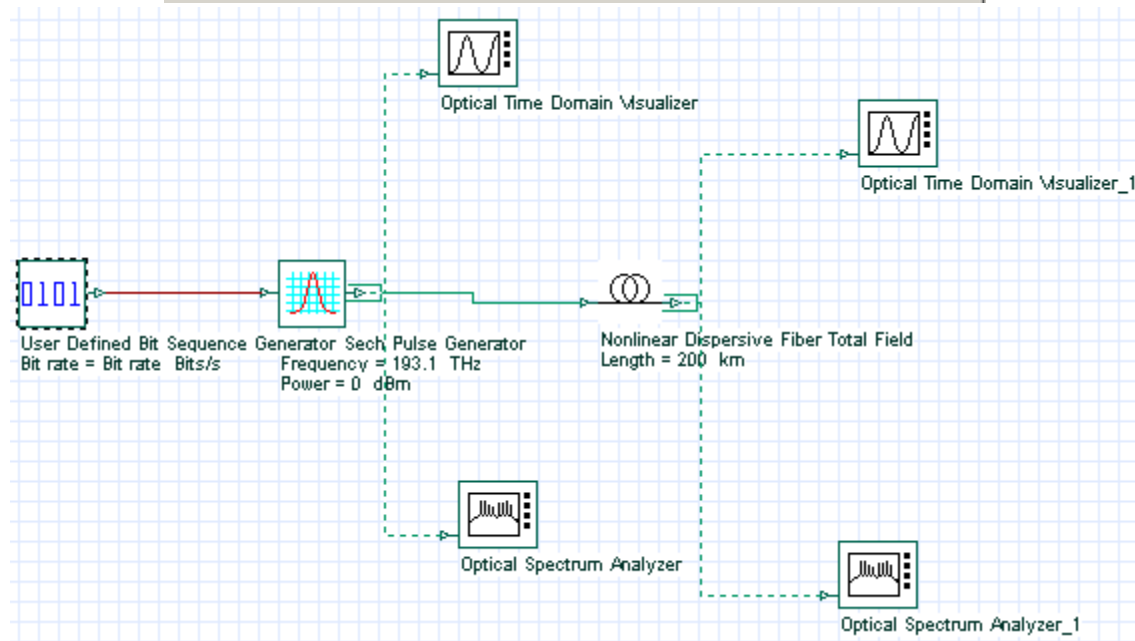 Optical Time Domain Visualizer
Optical Time Domain Visualizer_1
0101
User Defined Bit Sequence Generator
Bit rate = Bit rate Bits/s
Sech Pulse Generator
Frequency = 193.1 THz
Power = 0 dBm
Nonlinear Dispersive Fiber Total Field
Length = 200 km
Optical Spectrum Analyzer
Optical Spectrum Analyzer_1